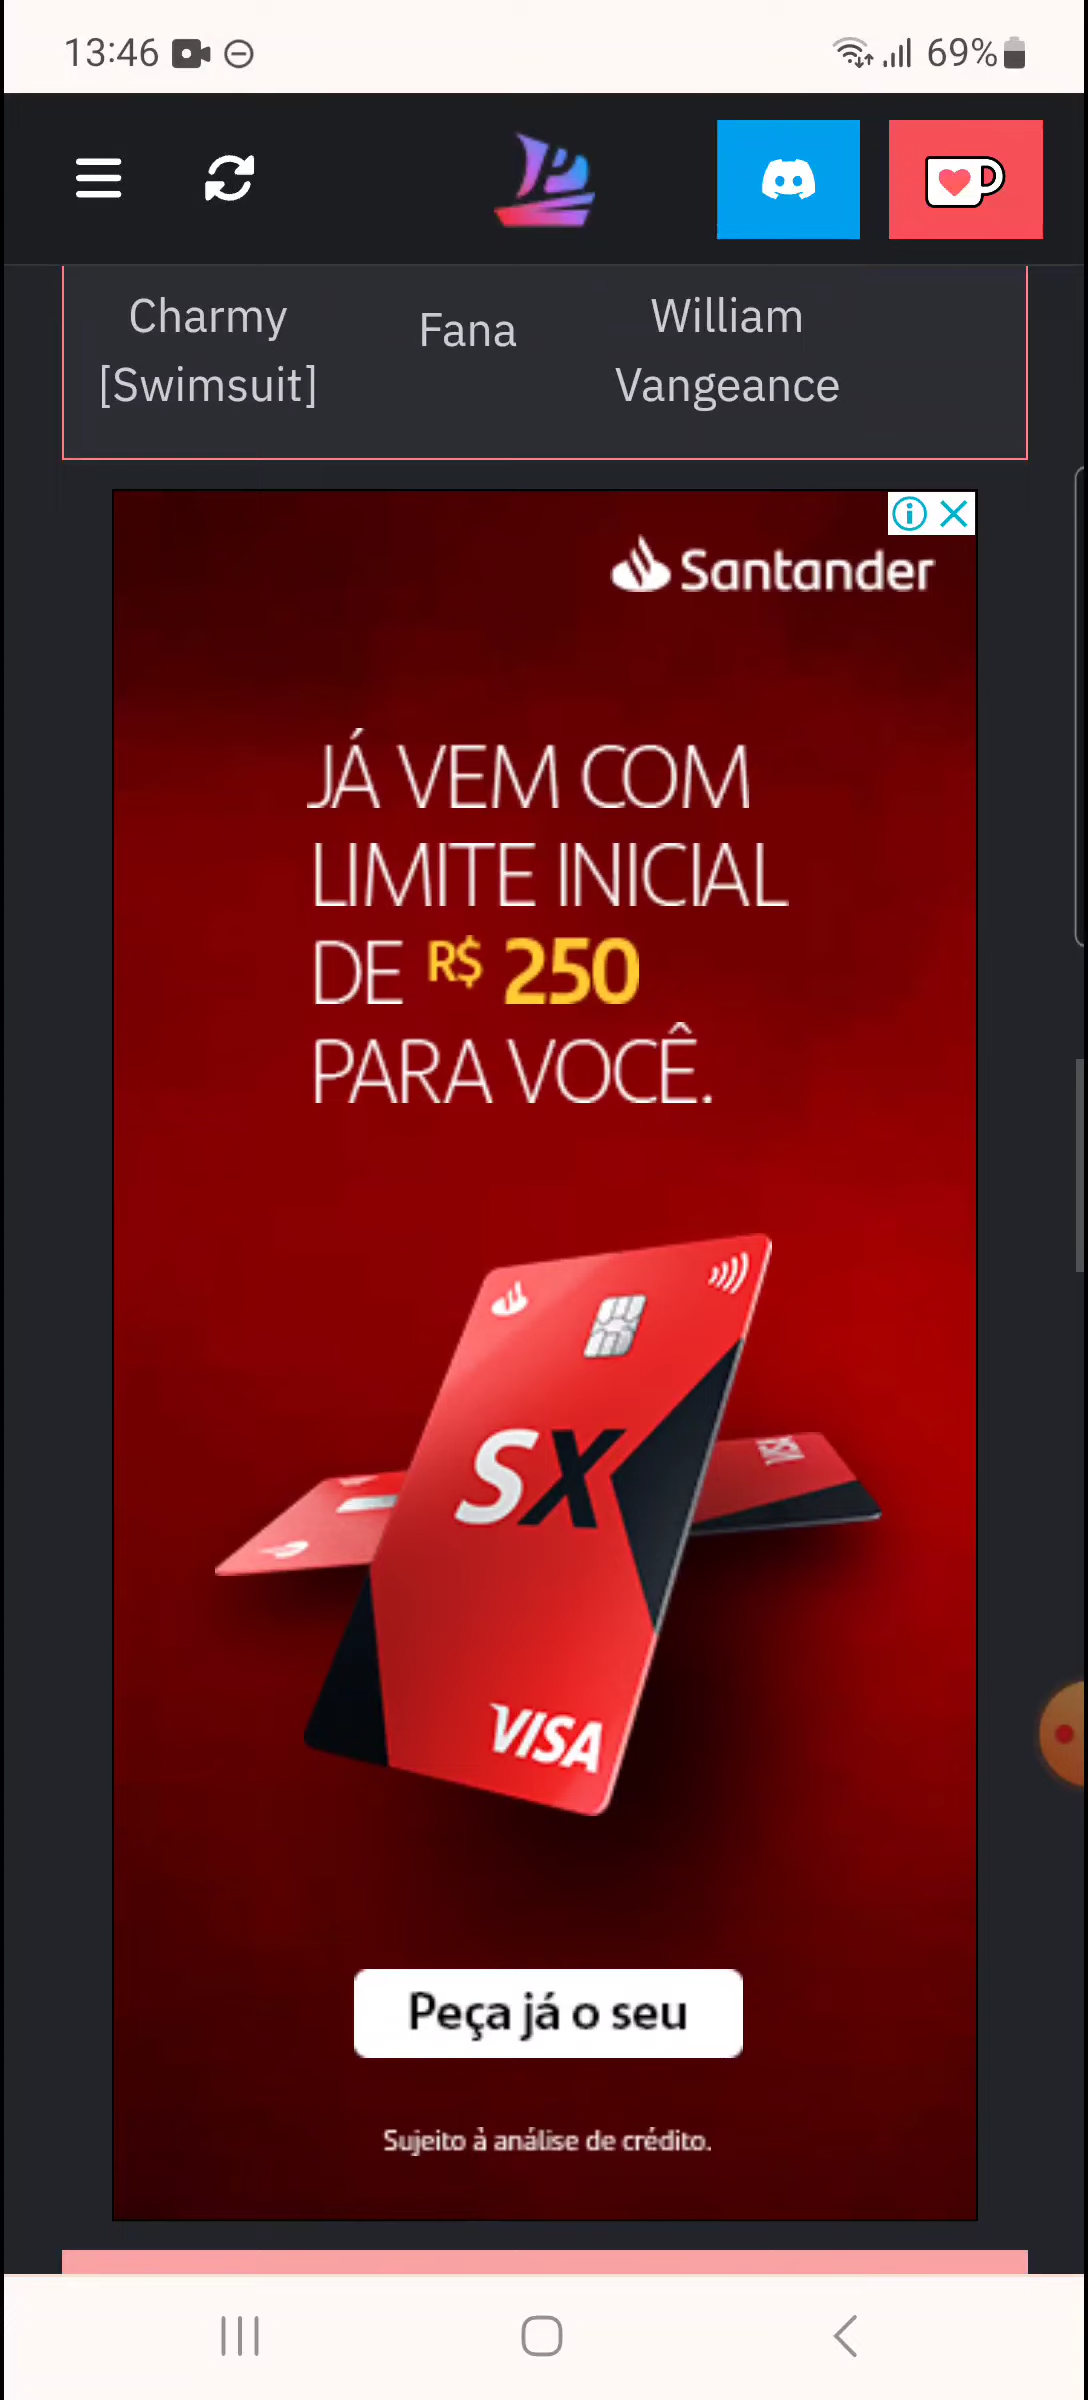 13:46
69%
Charmy
[Swimsuit]
Fana
William
Vangeance
Santander
JÁ VEM COM
LIMITE INICIAL
DE R$ 250
PARA VOCÊ.
SX
VISA
VISA
Peça já o seu
Sujeito à análise de crédito.